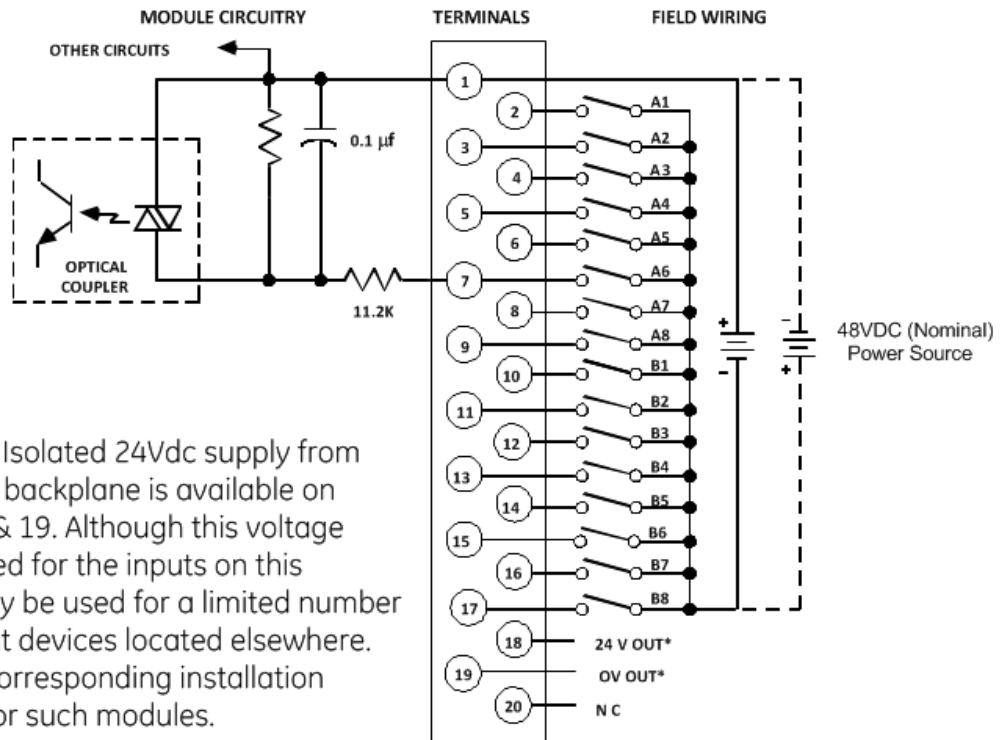 MODULE CIRCUITRY
TERMINALS
FIELD WIRING
OTHER CIRCUITS
0.1 µf
OPTICAL
COUPLER
11.2K
1
2
3
4
5
6
7
8
9
10
11
12
13
14
15
16
17
18
19
20
A1
A2
A3
A4
A5
A6
A7
A8
B1
B2
B3
B4
B5
B6
B7
B8
24 V OUT*
OV OUT*
N C
+
-
-
+
48VDC (Nominal)
Power Source
Isolated 24Vdc supply from
backplane is available on
& 19. Although this voltage
ed for the inputs on this
y be used for a limited number
t devices located elsewhere.
orresponding installation
or such modules.